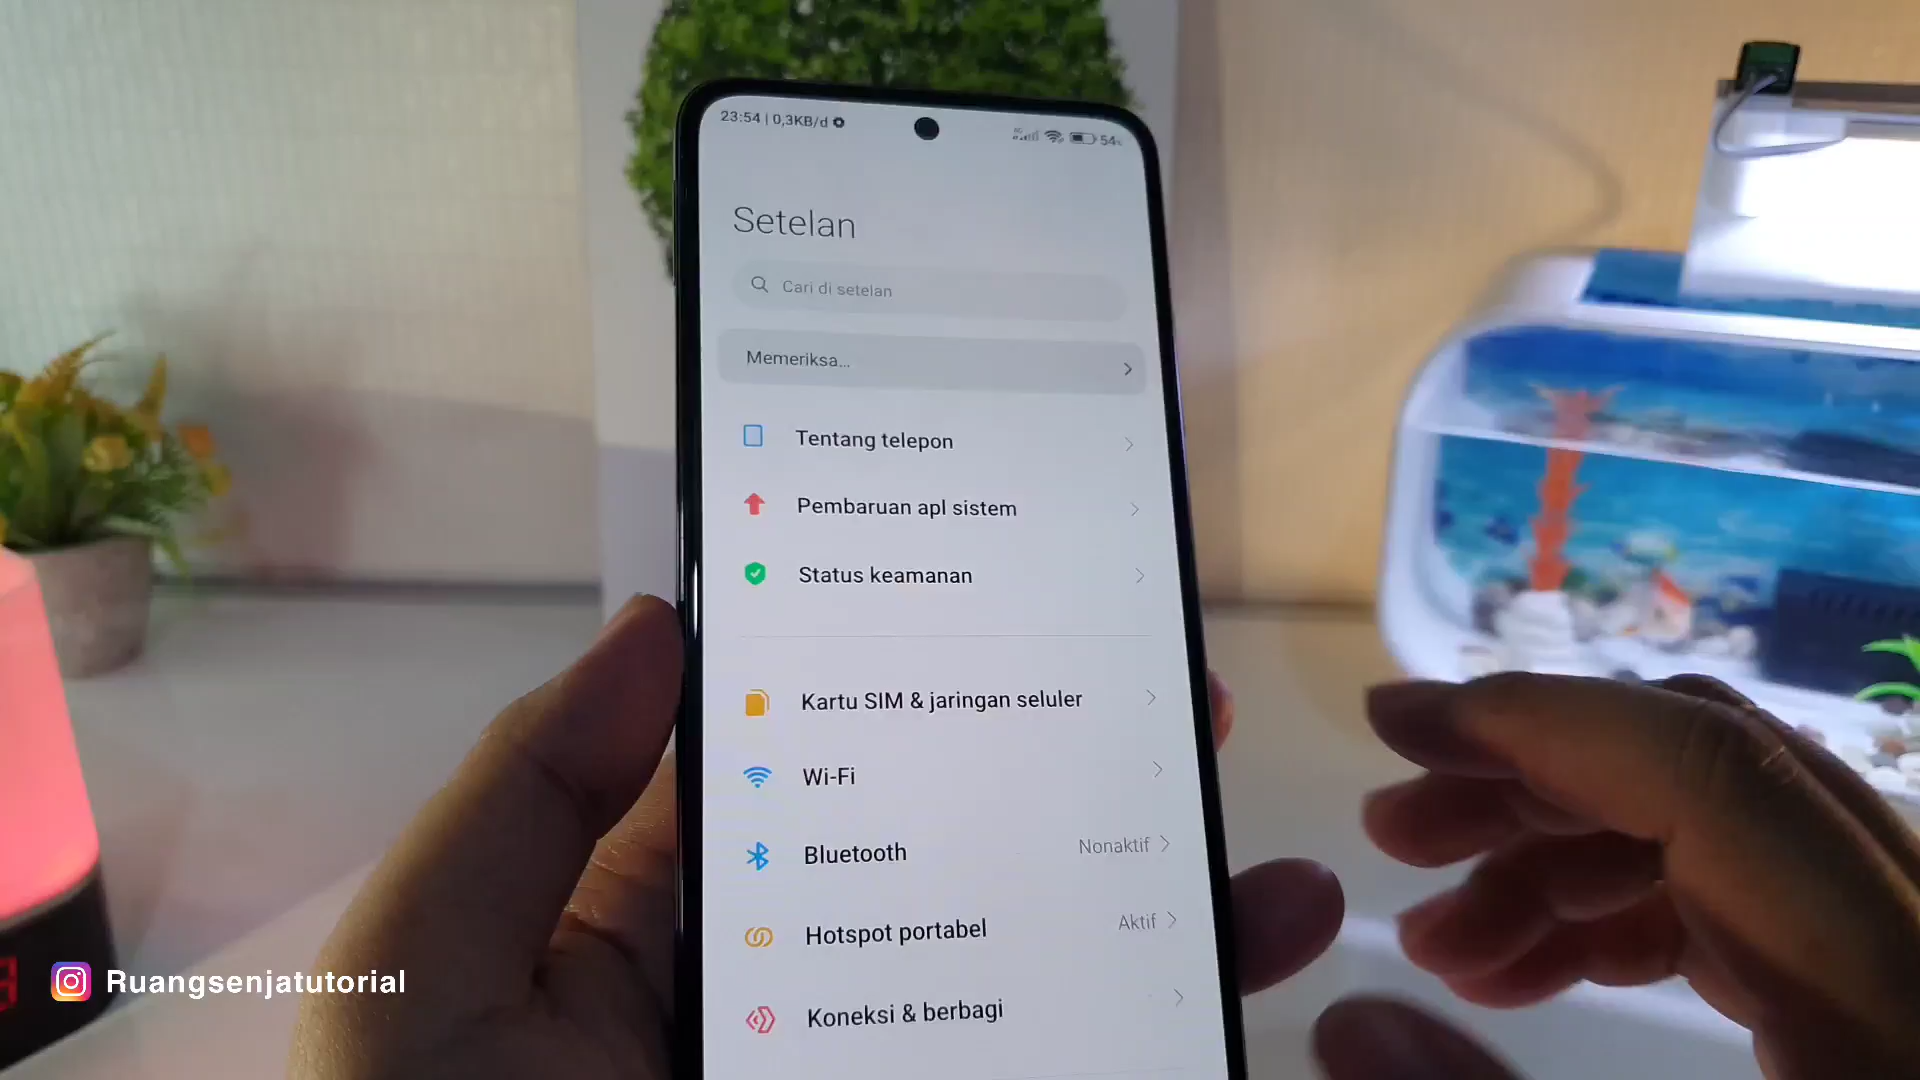 23:54 | 0,3KB/d
54%
Setelan
Cari di setelan
Memeriksa...
Tentang telepon
Pembaruan apl sistem
Status keamanan
Kartu SIM & jaringan seluler
Wi-Fi
Bluetooth
Nonaktif
Hotspot portabel
Aktif
Koneksi & berbagi
Ruangsenjatutorial